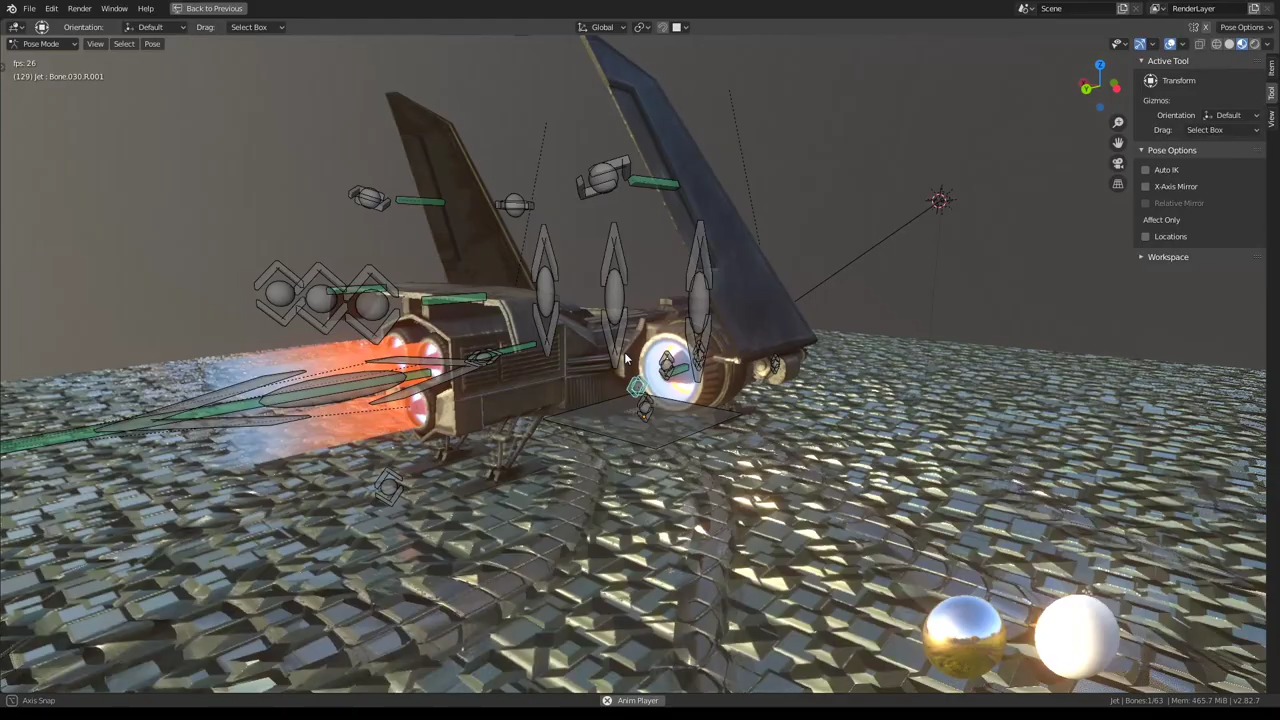 File Edit Render Window Help Back to Previous Scene RenderLayer
Orientation: Default Drag: Select Box Global Pose Options
Pose Mode View Select Pose
fps: 26
(129) Jet : Bone.030.R.001
Z
Y
Active Tool
Transform
Gizmos:
Orientation Default
Drag: Select Box
Pose Options
Auto IK
X-Axis Mirror
Relative Mirror
Affect Only
Locations
Workspace
Item
Tool
View
Axis Snap Anim Player Jet | Bones:1/63 | Mem: 465.7 MiB | v2.82.7